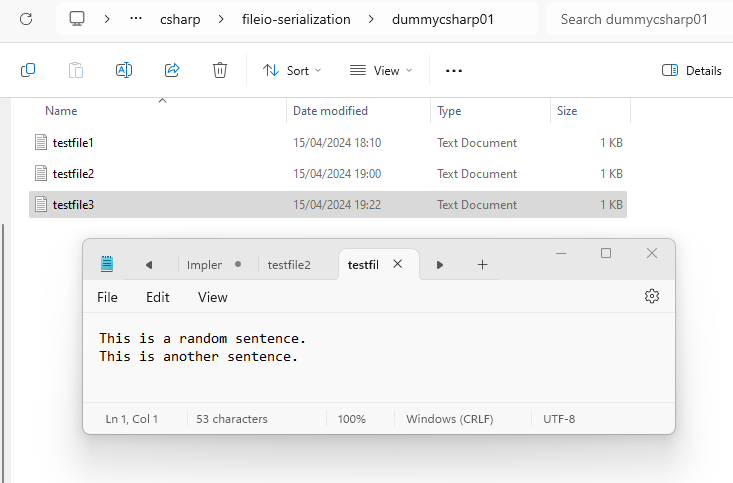 csharp fileio-serialization dummycsharp01 Search dummycsharp01
Sort View Details
Name Date modified Type Size
testfile1 15/04/2024 18:10 Text Document 1 KB
testfile2 15/04/2024 19:00 Text Document 1 KB
testfile3 15/04/2024 19:22 Text Document 1 KB
Impler testfile2 testfil
File Edit View
This is a random sentence.
This is another sentence.
Ln 1, Col 1 53 characters 100% Windows (CRLF) UTF-8